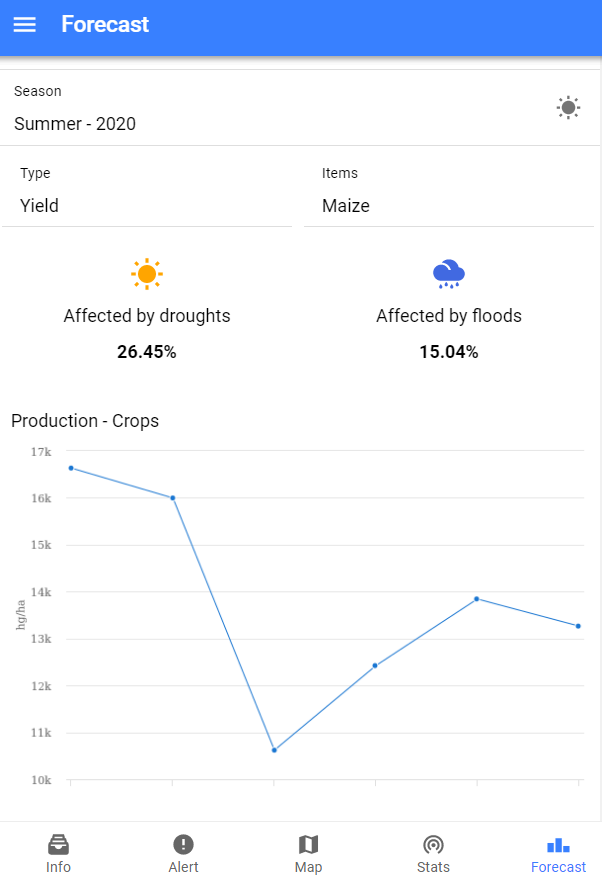 Forecast
Season
Summer - 2020
Type
Items
Yield
Maize
Affected by droughts
Affected by floods
26.45%
15.04%
Production - Crops
17k
16k
15k
14k
hg/ha
13k
12k
11k
10k
Info
Alert
Map
Stats
Forecast